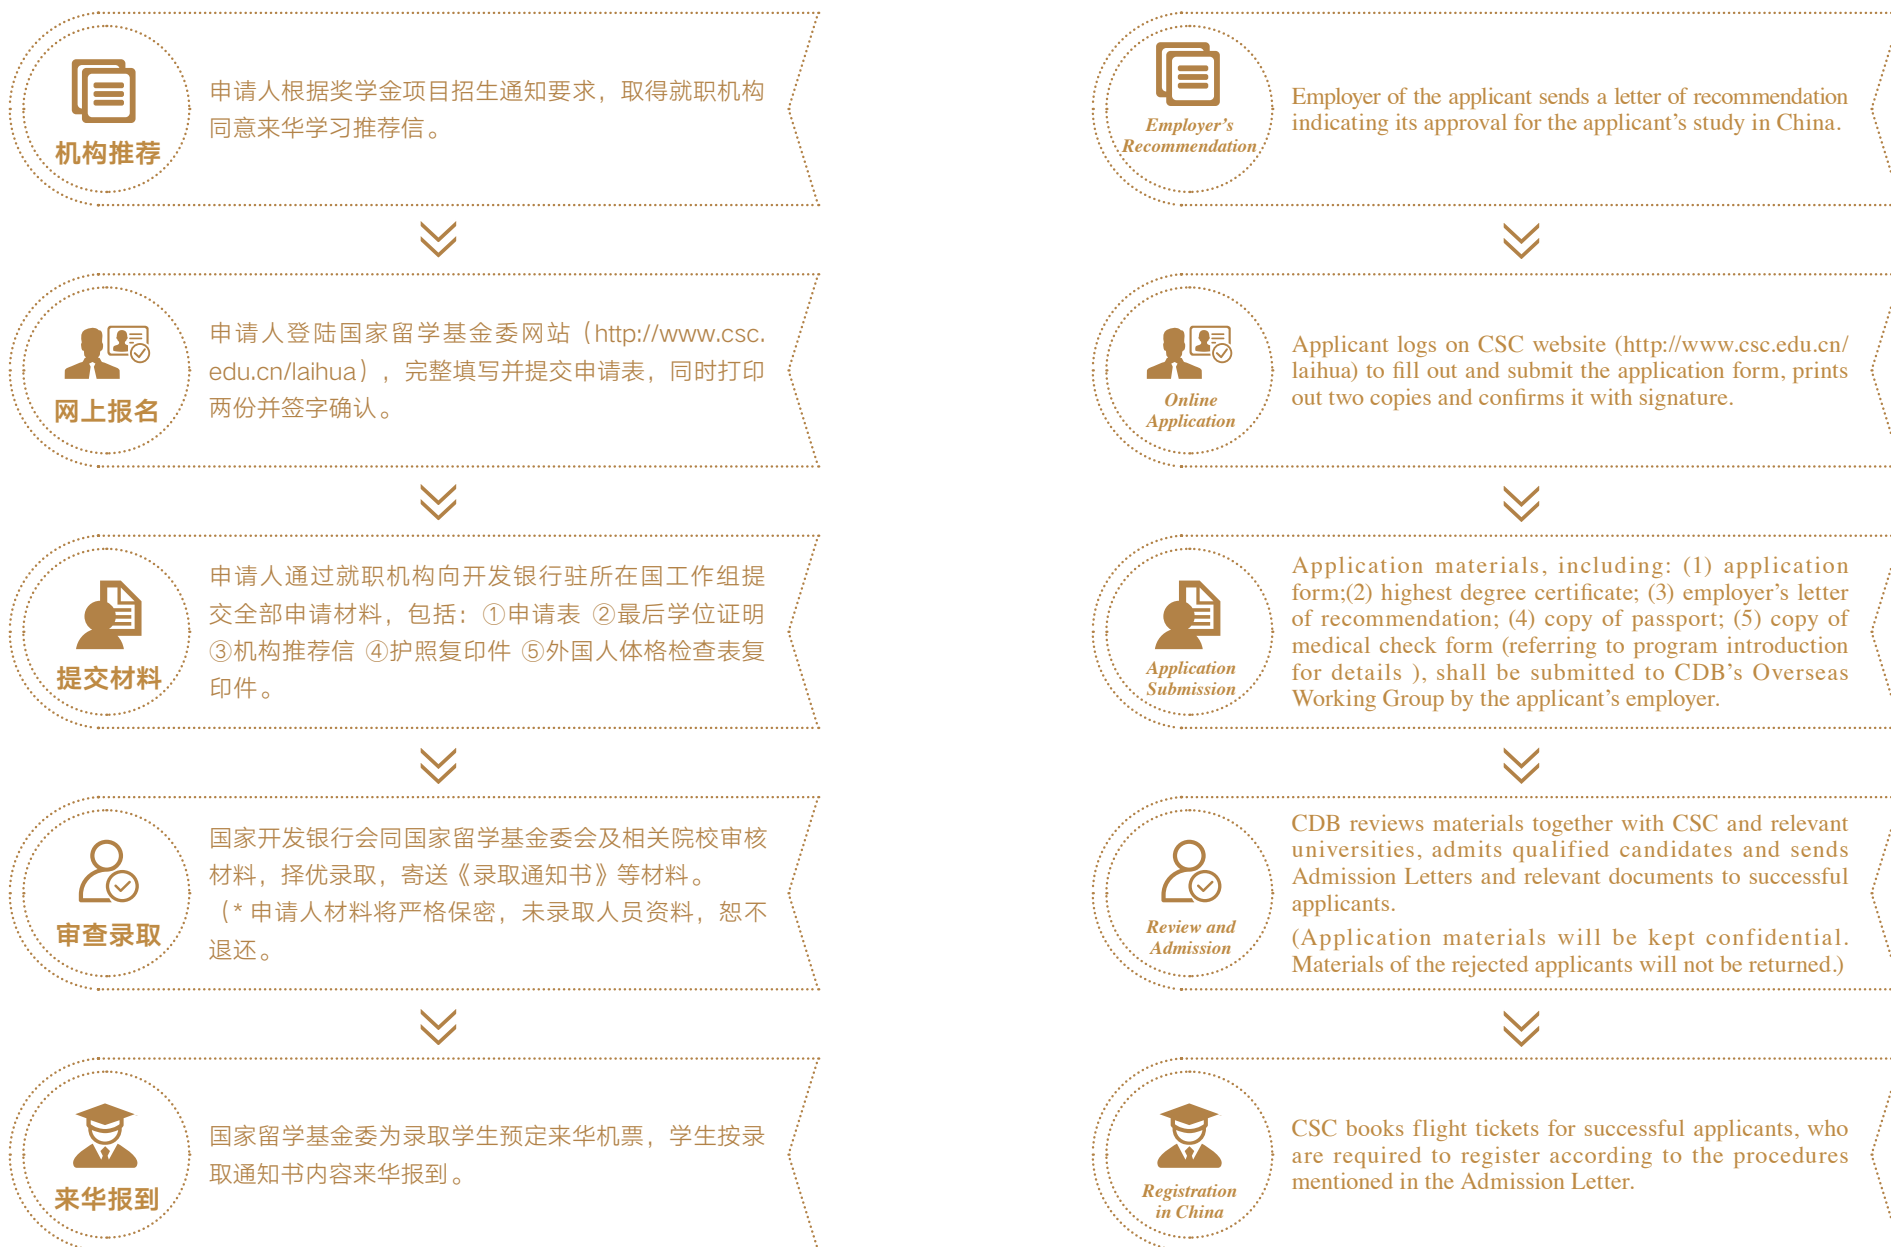 机构推荐
申请人根据奖学金项目招生通知要求，取得就职机构
同意来华学习推荐信。
网上报名
申请人登陆国家留学基金委网站（http://www.csc.
edu.cn/laihua），完整填写并提交申请表，同时打印
两份并签字确认。
提交材料
申请人通过就职机构向开发银行驻所在国工作组提
交全部申请材料，包括：①申请表 ②最后学位证明
③机构推荐信 ④护照复印件 ⑤外国人体格检查表复
印件。
审查录取
国家开发银行会同国家留学基金委会及相关院校审核
材料，择优录取，寄送《录取通知书》等材料。
（* 申请人材料将严格保密，未录取人员资料，恕不
退还。
来华报到
国家留学基金委为录取学生预定来华机票，学生按录
取通知书内容来华报到。
Employer’s
Recommendation
Employer of the applicant sends a letter of recommendation
indicating its approval for the applicant’s study in China.
Online
Application
Applicant logs on CSC website (http://www.csc.edu.cn/
laihua) to fill out and submit the application form, prints
out two copies and confirms it with signature.
Application
Submission
Application materials, including: (1) application
form;(2) highest degree certificate; (3) employer’s letter
of recommendation; (4) copy of passport; (5) copy of
medical check form (referring to program introduction
for details ), shall be submitted to CDB’s Overseas
Working Group by the applicant’s employer.
Review and
Admission
CDB reviews materials together with CSC and relevant
universities, admits qualified candidates and sends
Admission Letters and relevant documents to successful
applicants.
(Application materials will be kept confidential.
Materials of the rejected applicants will not be returned.)
Registration
in China
CSC books flight tickets for successful applicants, who
are required to register according to the procedures
mentioned in the Admission Letter.